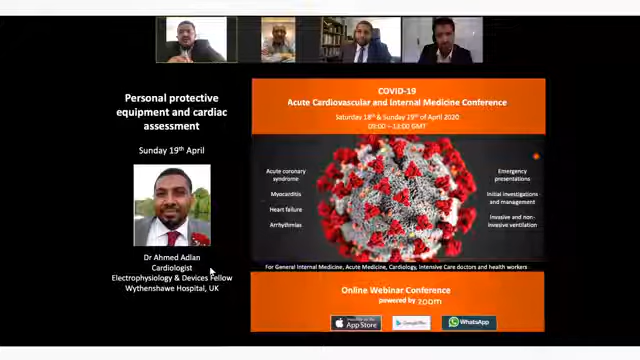 Personal protective
equipment and cardiac
assessment
Sunday 19th April
Dr Ahmed Adlan
Cardiologist
Electrophysiology & Devices Fellow
Wythenshawe Hospital, UK
COVID-19
Acute Cardiovascular and Internal Medicine Conference
Saturday 18th & Sunday 19th of April 2020
09:00 – 13:00 GMT
Acute coronary
syndrome
Myocarditis
Heart failure
Arrhythmias
Emergency
presentations
Initial investigations
and management
Invasive and non-
invasive ventilation
For General Internal Medicine, Acute Medicine, Cardiology, Intensive Care doctors and health workers
Online Webinar Conference
powered by zoom
App Store
Google Play
WhatsApp